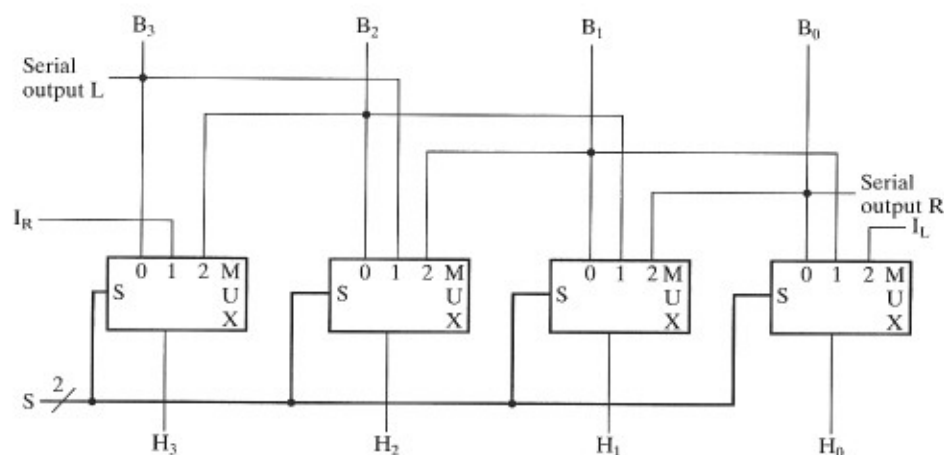 B3 B2 B1 B0
Serial
output L
Serial
output R
IR
IL
0 1 2 M
S U
X
0 1 2 M
S U
X
0 1 2 M
S U
X
0 1 2 M
S U
X
2
S
H3 H2 H1 H0